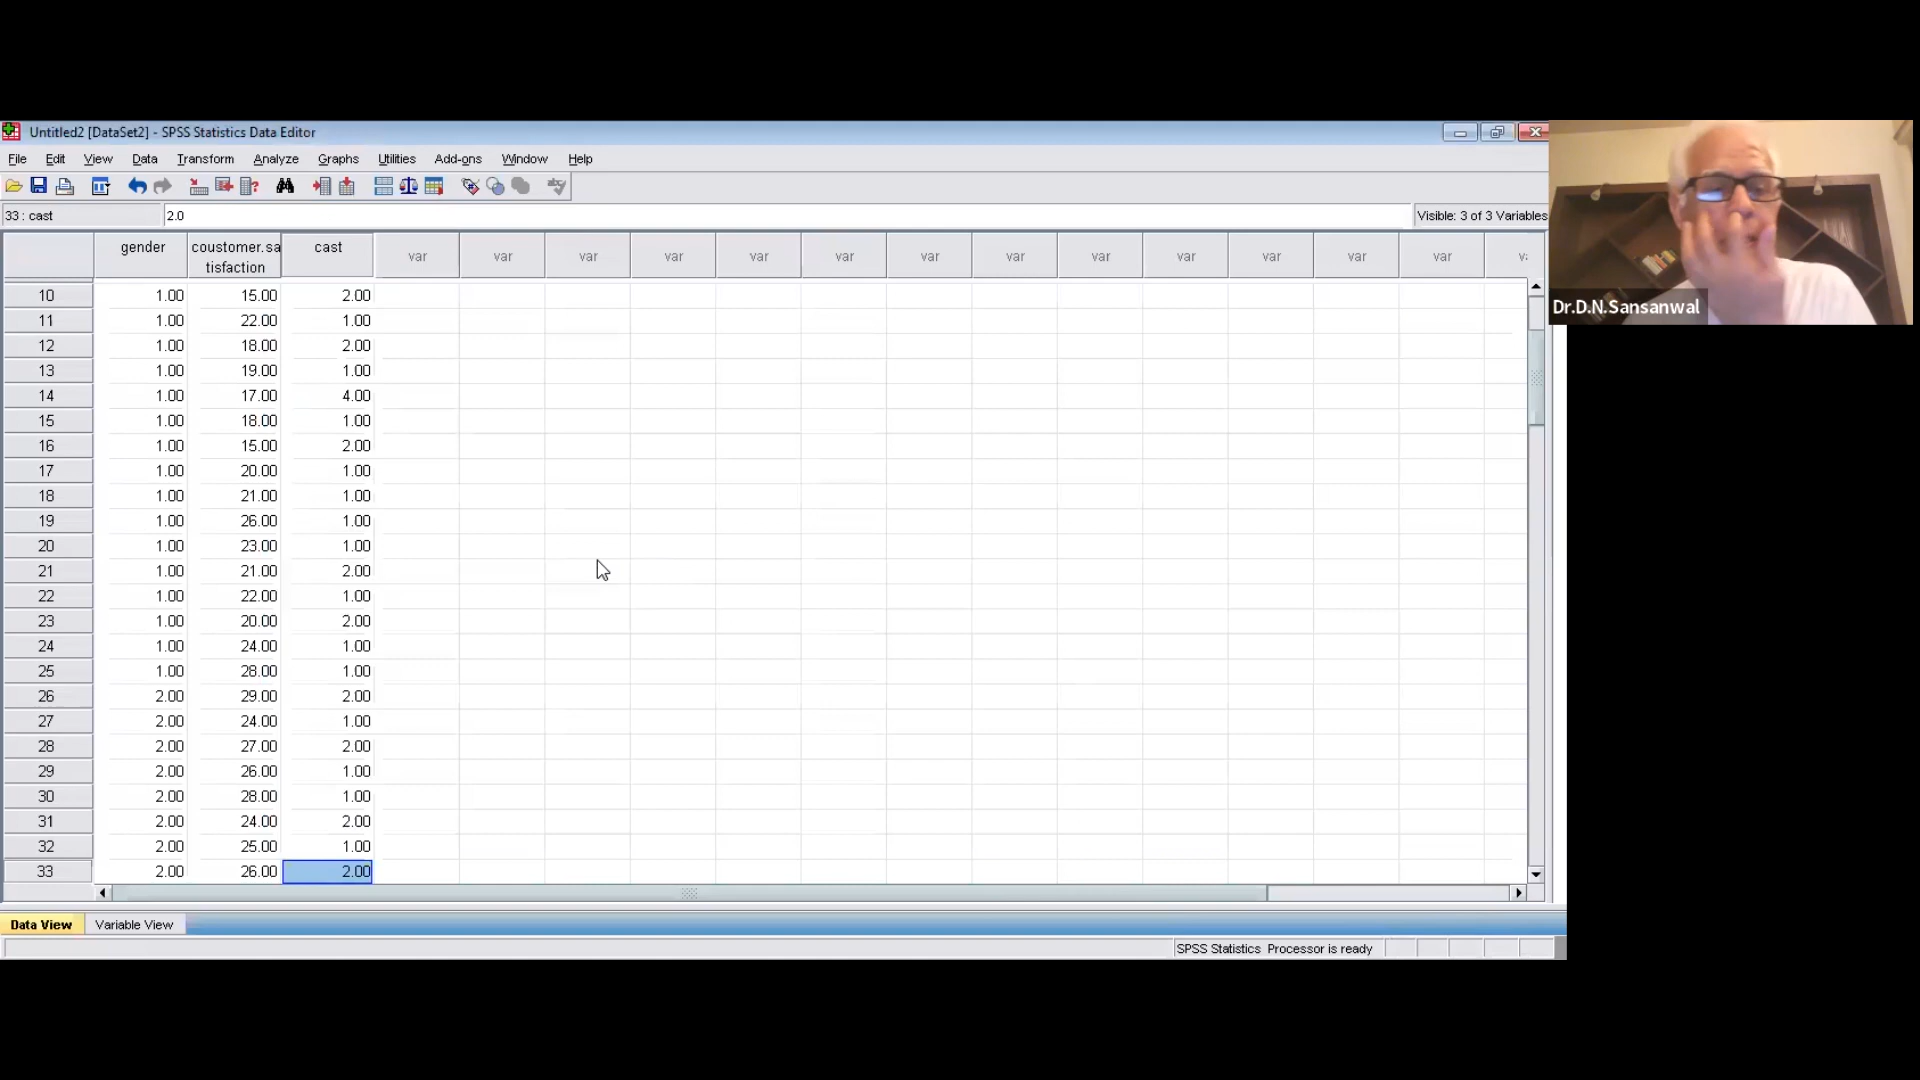 Untitled2 [DataSet2] - SPSS Statistics Data Editor
File Edit View Data Transform Analyze Graphs Utilities Add-ons Window Help
33 : cast 2.0 Visible: 3 of 3 Variables
gender coustomer.sa cast var var var var var var var var var var var var var
tisfaction
10 1.00 15.00 2.00
11 1.00 22.00 1.00
12 1.00 18.00 2.00
13 1.00 19.00 1.00
14 1.00 17.00 4.00
15 1.00 18.00 1.00
16 1.00 15.00 2.00
17 1.00 20.00 1.00
18 1.00 21.00 1.00
19 1.00 26.00 1.00
20 1.00 23.00 1.00
21 1.00 21.00 2.00
22 1.00 22.00 1.00
23 1.00 20.00 2.00
24 1.00 24.00 1.00
25 1.00 28.00 1.00
26 2.00 29.00 2.00
27 2.00 24.00 1.00
28 2.00 27.00 2.00
29 2.00 26.00 1.00
30 2.00 28.00 1.00
31 2.00 24.00 2.00
32 2.00 25.00 1.00
33 2.00 26.00 2.00
Data View Variable View
SPSS Statistics Processor is ready
Dr.D.N.Sansanwal